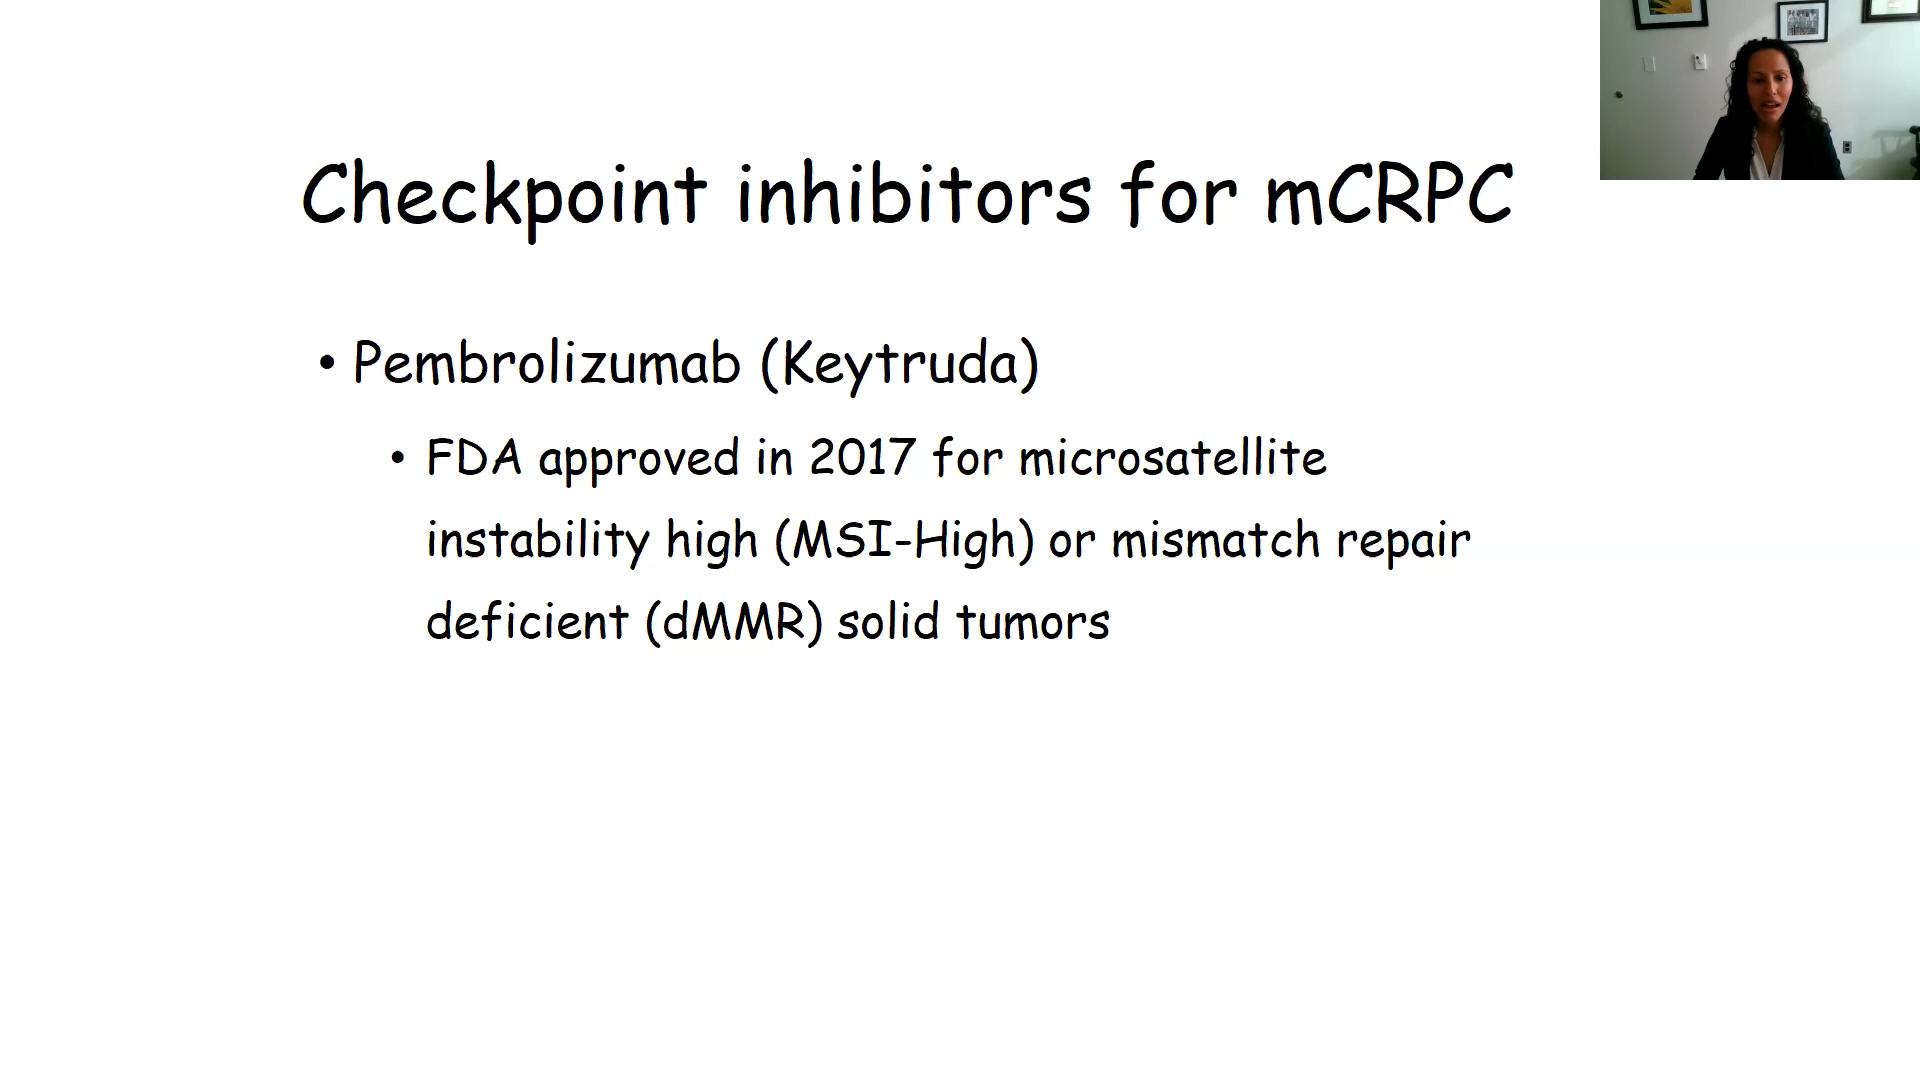 Checkpoint inhibitors for mCRPC
• Pembrolizumab (Keytruda)
• FDA approved in 2017 for microsatellite
instability high (MSI-High) or mismatch repair
deficient (dMMR) solid tumors